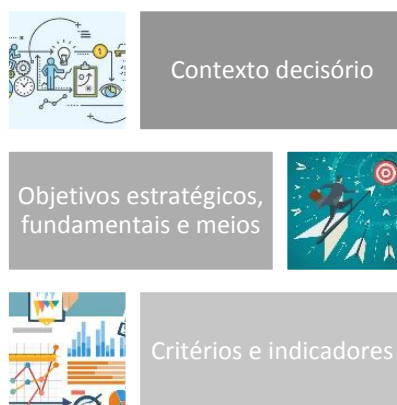 Contexto decisório
Objetivos estratégicos,
fundamentais e meios
Critérios e indicadores